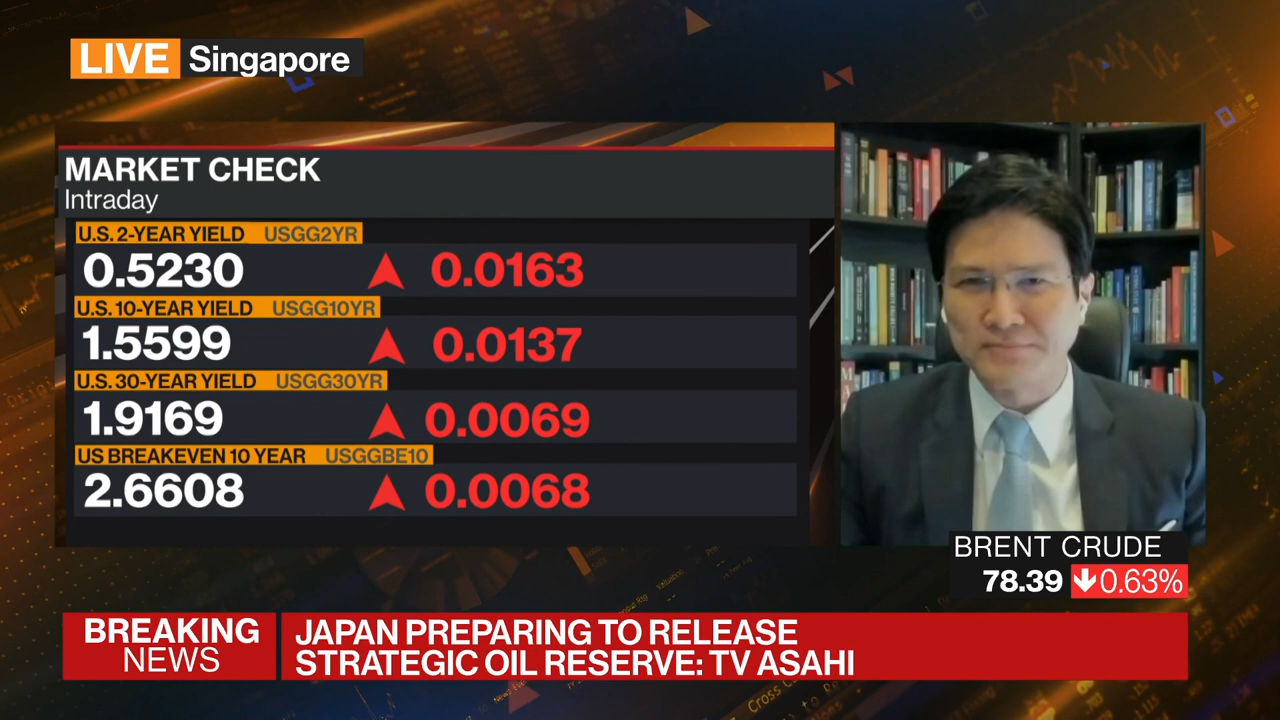 LIVE Singapore
MARKET CHECK
Intraday
U.S. 2-YEAR YIELD USGG2YR
0.5230 0.0163
U.S. 10-YEAR YIELD USGG10YR
1.5599 0.0137
U.S. 30-YEAR YIELD USGG30YR
1.9169 0.0069
US BREAKEVEN 10 YEAR USGGBE10
2.6608 0.0068
BRENT CRUDE
78.39 0.63%
BREAKING
NEWS
JAPAN PREPARING TO RELEASE
STRATEGIC OIL RESERVE: TV ASAHI